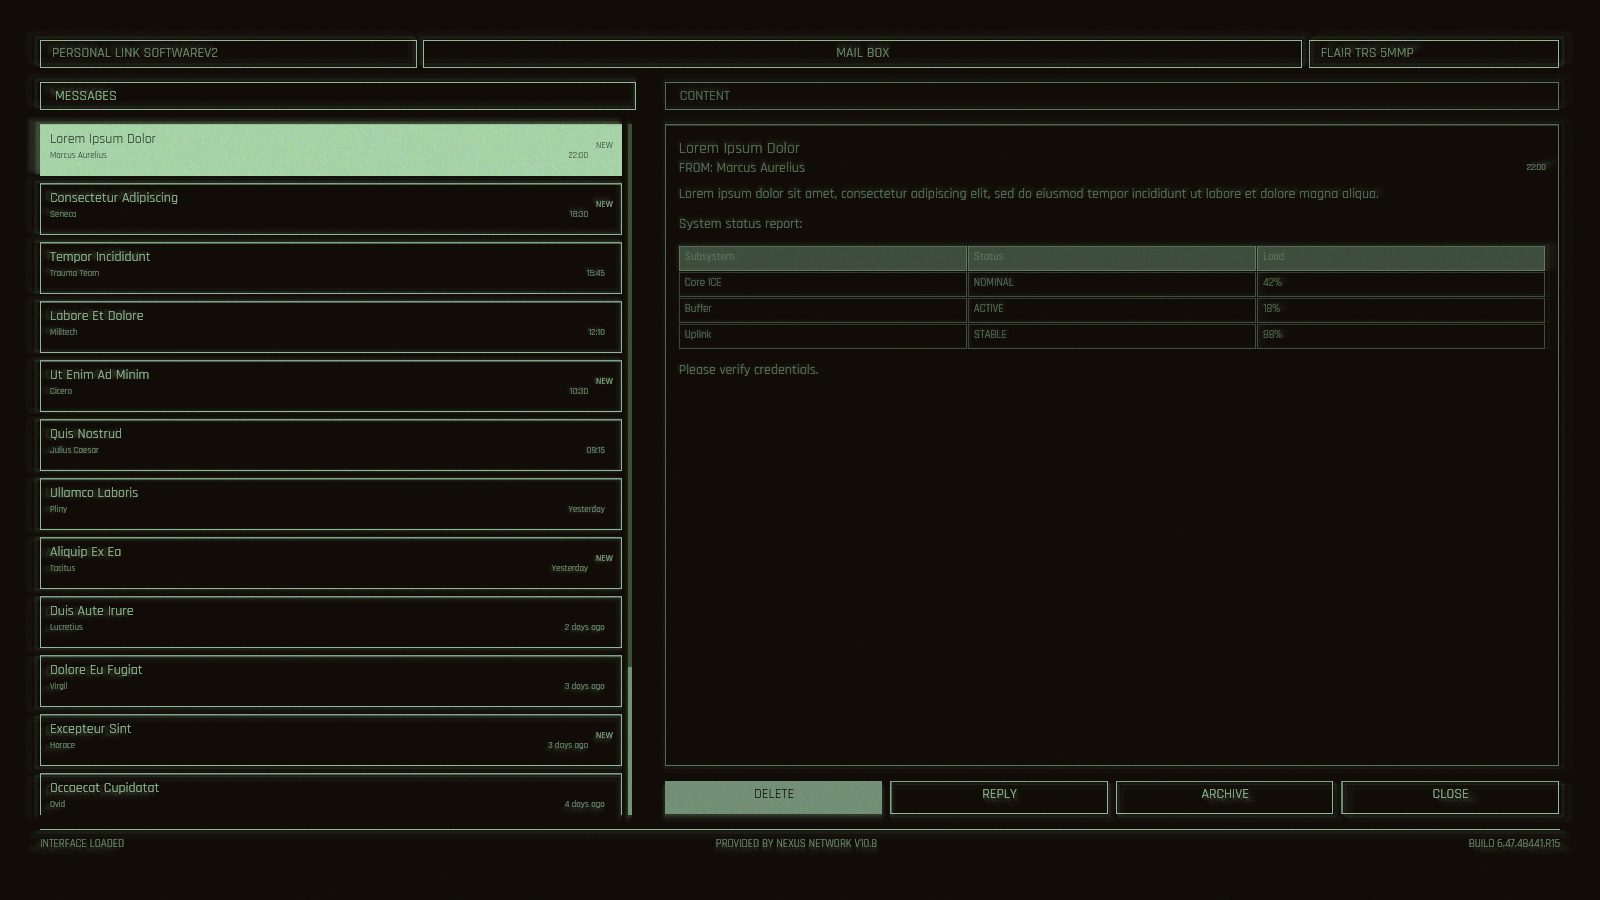 PERSONAL LINK SOFTWAREV2
MAIL BOX
FLAIR TRS 5MMP
MESSAGES
Lorem Ipsum Dolor
Marcus Aurelius
22:00
NEW
Consectetur Adipiscing
Seneca
18:30
NEW
Tempor Incididunt
Trauma Team
15:45
Labore Et Dolore
Militech
12:10
Ut Enim Ad Minim
Cicero
10:30
NEW
Quis Nostrud
Julius Caesar
09:15
Ullamco Laboris
Pliny
Yesterday
Aliquip Ex Ea
Tacitus
Yesterday
NEW
Duis Aute Irure
Lucretius
2 days ago
Dolore Eu Fugiat
Virgil
3 days ago
Excepteur Sint
Horace
3 days ago
NEW
Occaecat Cupidatat
Ovid
4 days ago
CONTENT
Lorem Ipsum Dolor
FROM: Marcus Aurelius
22:00
Lorem ipsum dolor sit amet, consectetur adipiscing elit, sed do eiusmod tempor incididunt ut labore et dolore magna aliqua.
System status report:
Subsystem Status Load
Core ICE NOMINAL 42%
Buffer ACTIVE 18%
Uplink STABLE 98%
Please verify credentials.
DELETE
REPLY
ARCHIVE
CLOSE
INTERFACE LOADED
PROVIDED BY NEXUS NETWORK V10.8
BUILD 6.47.48441.R15